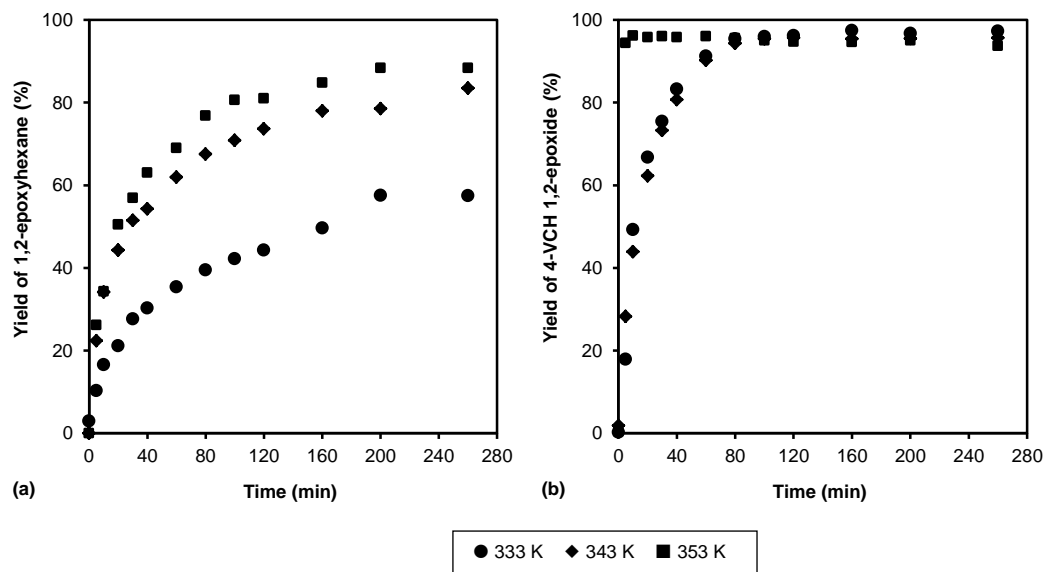 Yield of 1,2-epoxyhexane (%)
100
80
60
40
20
0
0 40 80 120 160 200 240 280
(a)
Time (min)
Yield of 4-VCH 1,2-epoxide (%)
100
80
60
40
20
0
0 40 80 120 160 200 240 280
(b)
Time (min)
333 K 343 K 353 K